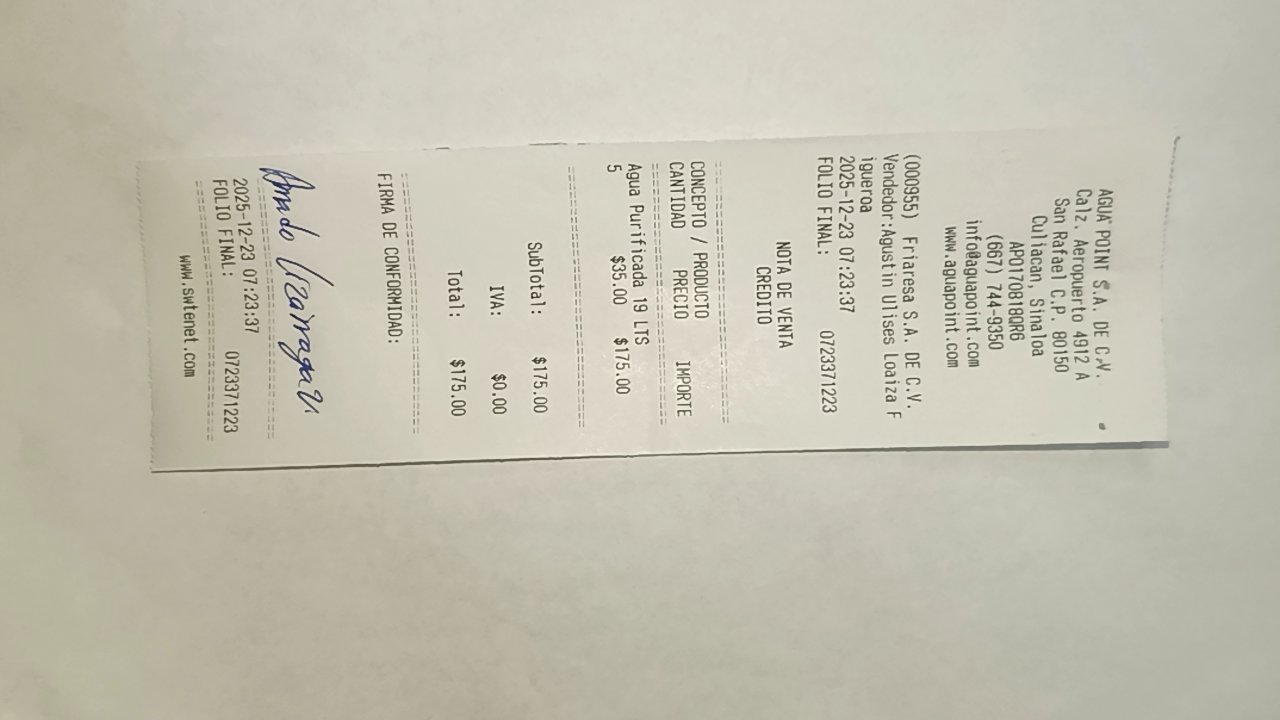 AGUA POINT S.A. DE C.V.
Calz. Aeropuerto 4912 A
San Rafael C.P. 80150
Culiacan, Sinaloa
APO170818QR6
(667) 744-9350
info@aguapoint.com
www.aguapoint.com
(000955) Friaresa S.A. DE C.V.
Vendedor:Agustin Ulises Loaiza F
igueroa
2025-12-23 07:23:37
FOLIO FINAL: 0723371223
NOTA DE VENTA
CREDITO
CONCEPTO / PRODUCTO
CANTIDAD PRECIO IMPORTE
Agua Purificada 19 LTS
5 $35.00 $175.00
SubTotal: $175.00
IVA: $0.00
Total: $175.00
FIRMA DE CONFORMIDAD:
Amado Lizarraga
2025-12-23 07:23:37
FOLIO FINAL: 0723371223
www.swtenet.com